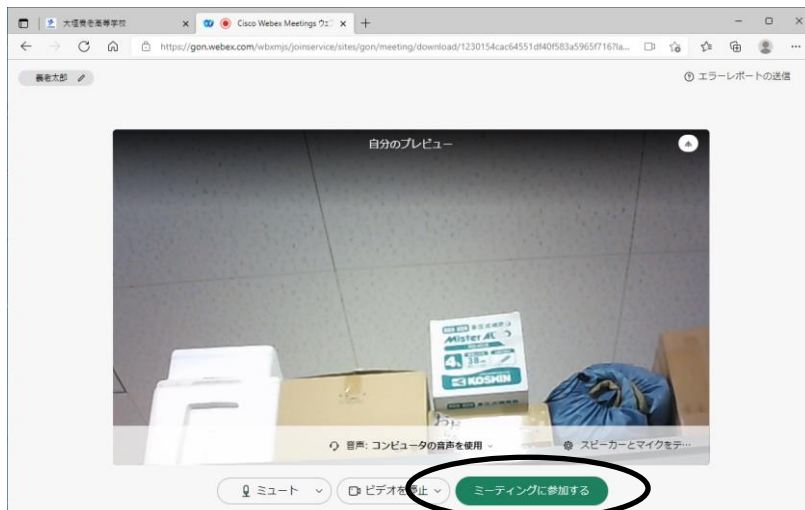 大垣養老高等学校
Cisco Webex Meetings ウェ
https://gon.webex.com/wbxmjs/joinservice/sites/gon/meeting/download/
養老太郎
エラーレポートの送信
自分のプレビュー
Mister AUTO
4L
38
KOSHIN
音声: コンピュータの音声を使用
スピーカーとマイクをテ…
ミュート
ビデオを停止
ミーティングに参加する